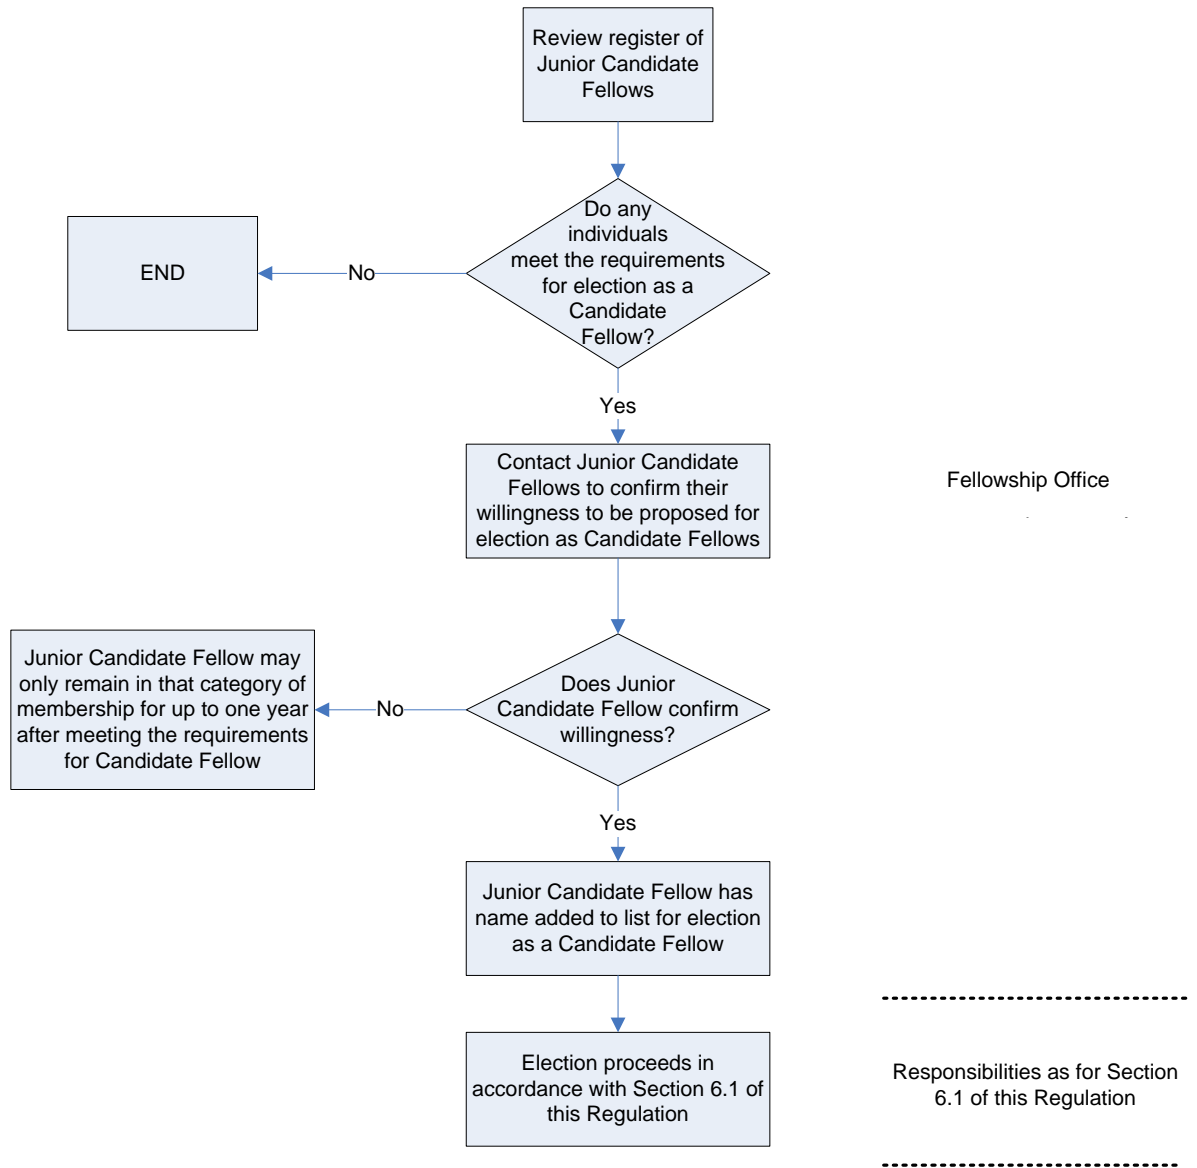 Review register of
Junior Candidate
Fellows
Do any
individuals
meet the requirements
for election as a
Candidate
Fellow?
No
END
Yes
Contact Junior Candidate
Fellows to confirm their
willingness to be proposed for
election as Candidate Fellows
Fellowship Office
Does Junior
Candidate Fellow confirm
willingness?
No
Junior Candidate Fellow may
only remain in that category of
membership for up to one year
after meeting the requirements
for Candidate Fellow
Yes
Junior Candidate Fellow has
name added to list for election
as a Candidate Fellow
Election proceeds in
accordance with Section 6.1 of
this Regulation
Responsibilities as for Section
6.1 of this Regulation